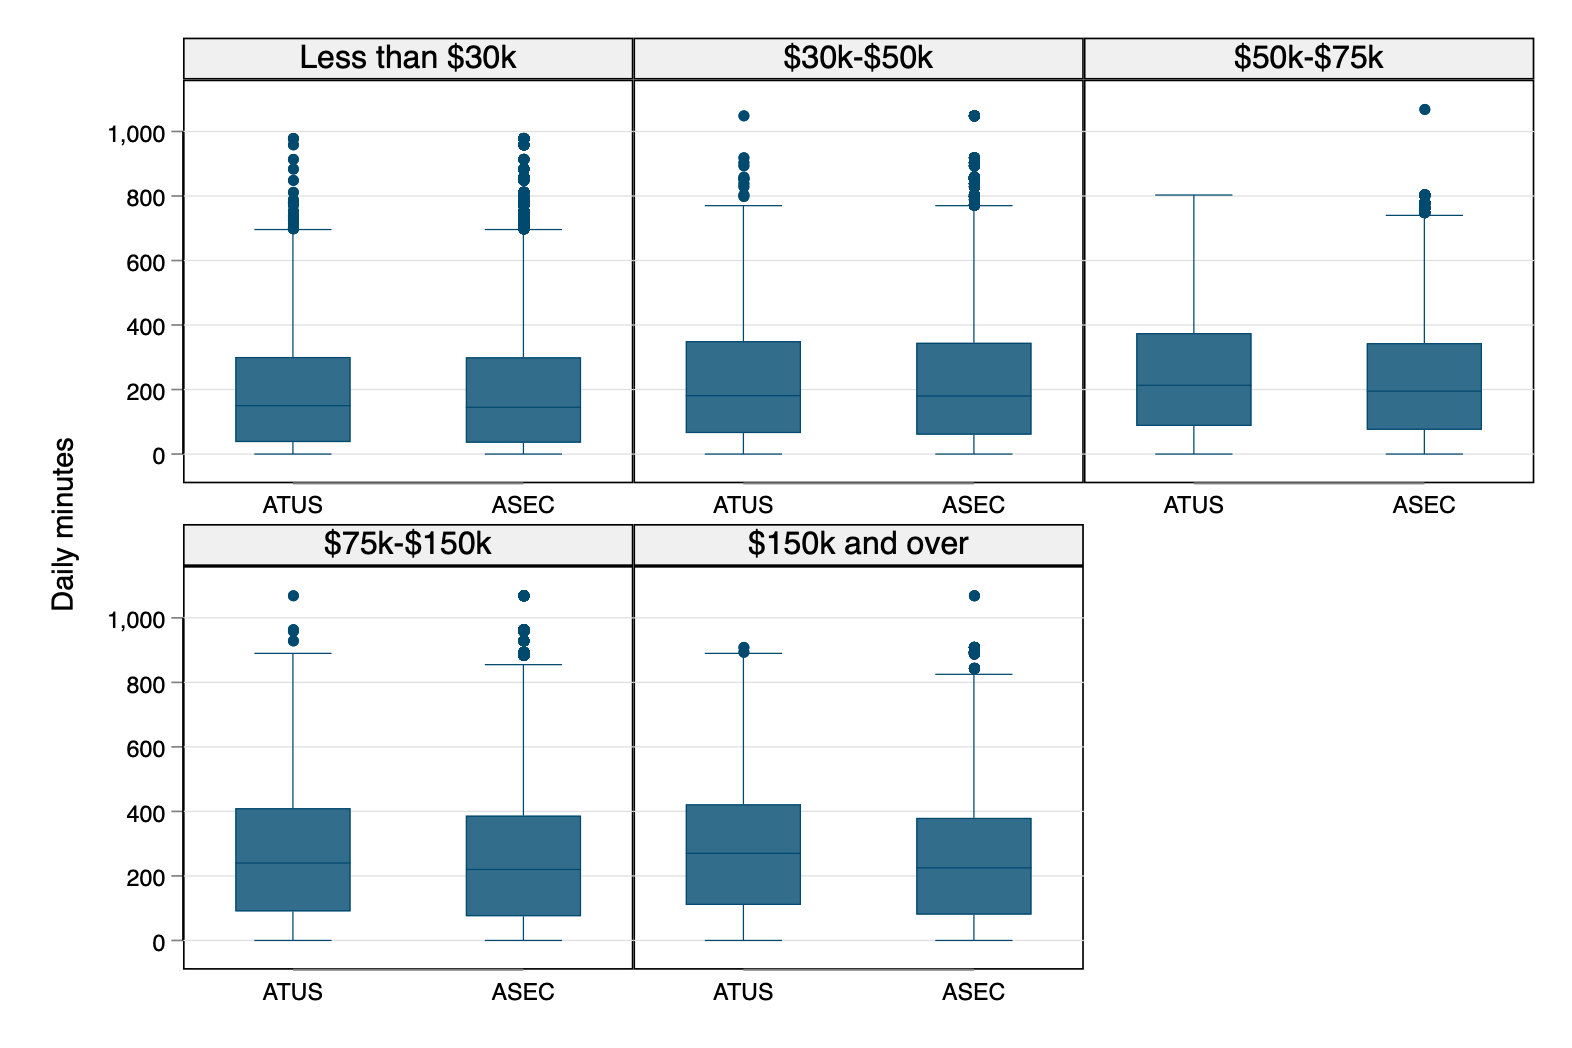 Daily minutes
Less than $30k
$30k-$50k
$50k-$75k
1,000
800
600
400
200
0
ATUS ASEC ATUS ASEC ATUS ASEC
$75k-$150k
$150k and over
1,000
800
600
400
200
0
ATUS ASEC ATUS ASEC